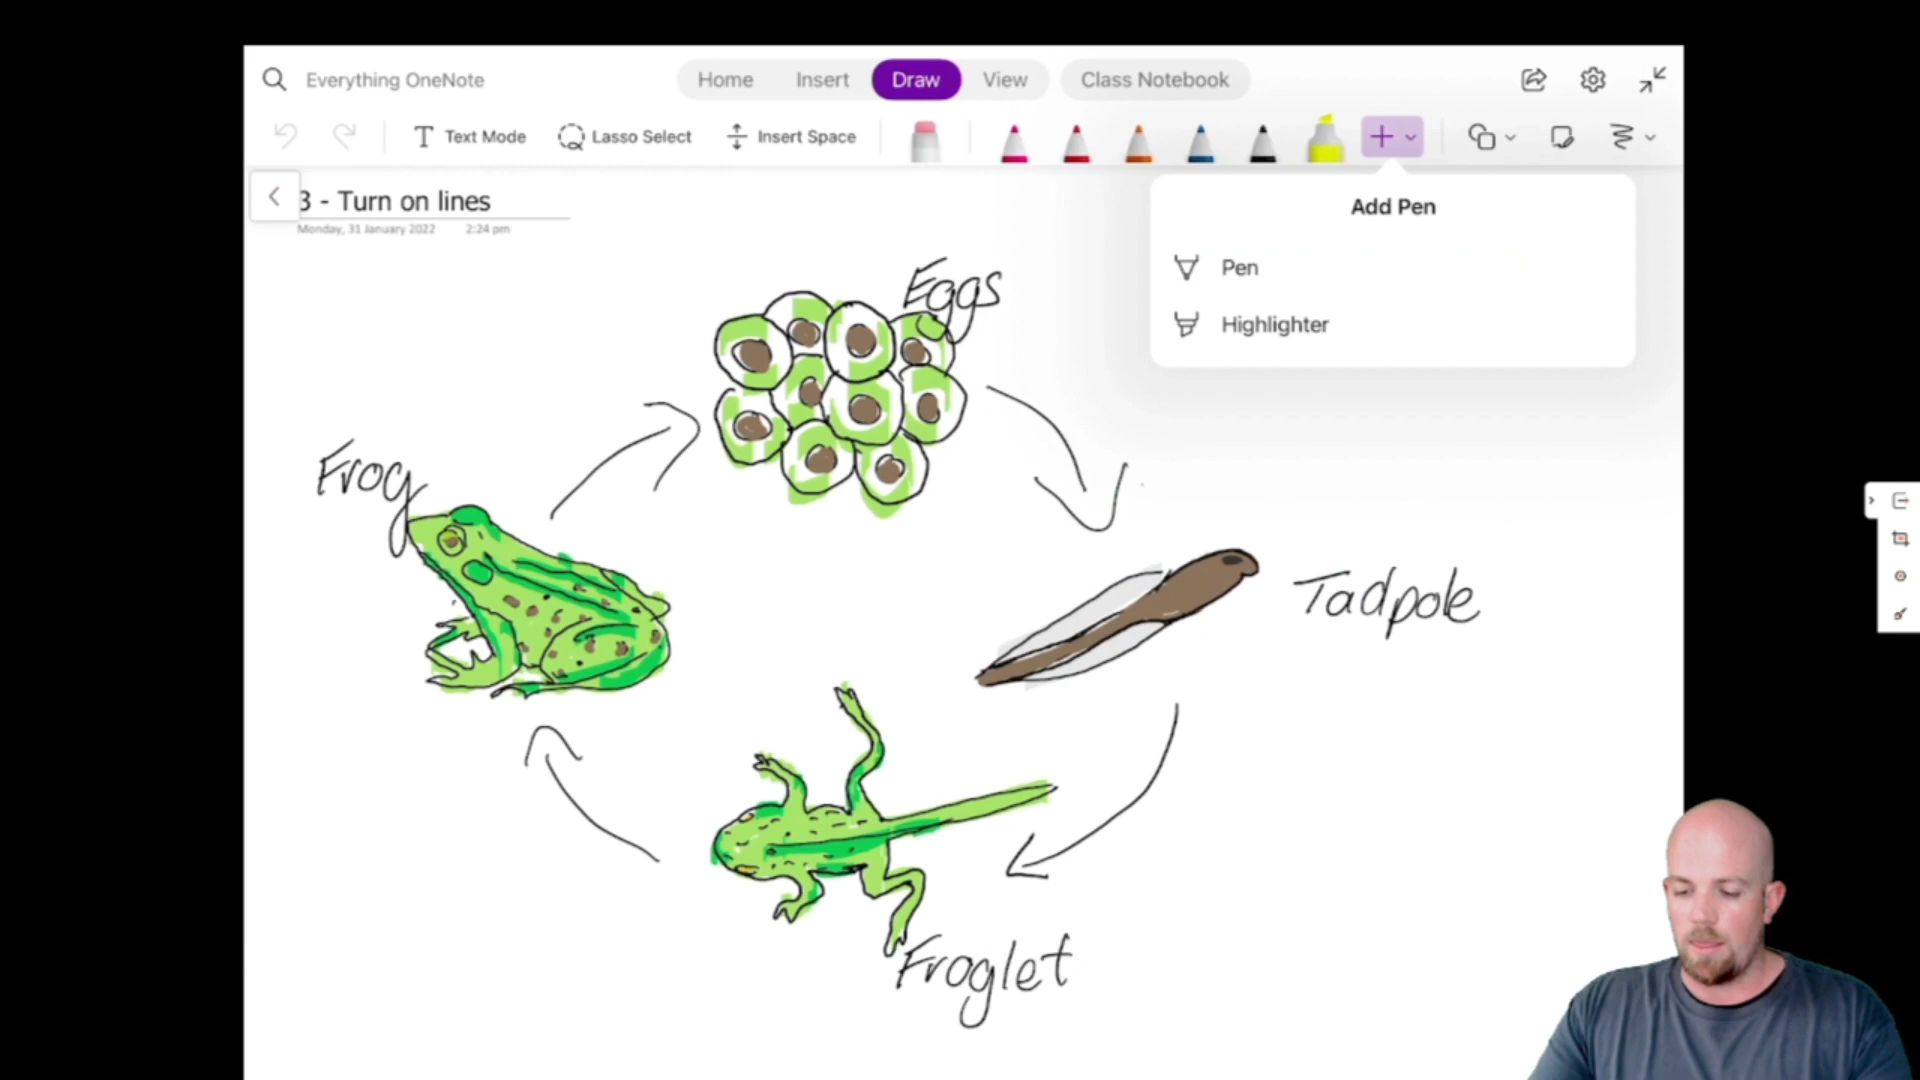 Everything OneNote
Home Insert Draw View Class Notebook
Text Mode Lasso Select Insert Space
3 - Turn on lines
Monday, 31 January 2022 2:24 pm
Add Pen
Pen
Highlighter
Eggs
Frog
Tadpole
Froglet